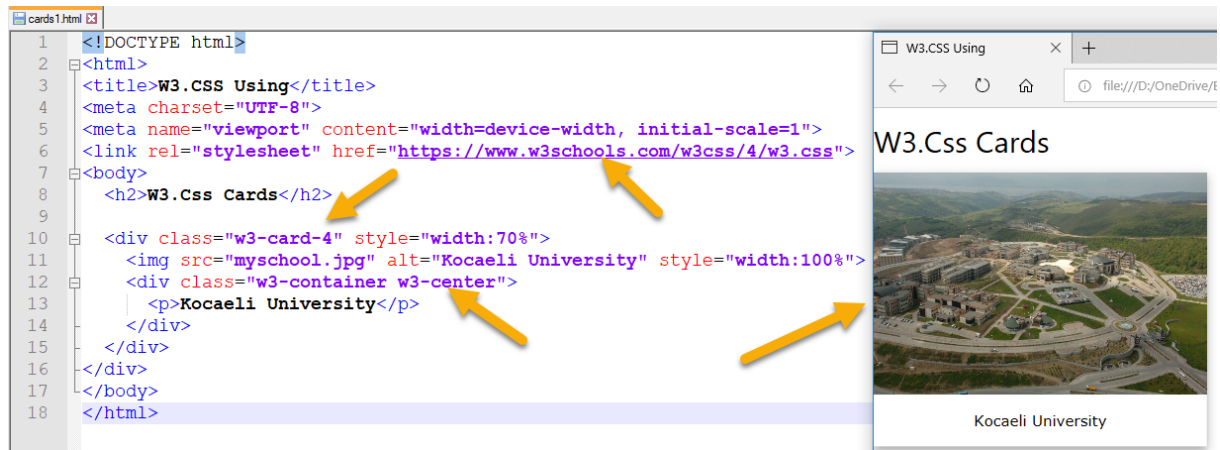 cards1.html
1 <!DOCTYPE html>
2 <html>
3 <title>W3.CSS Using</title>
4 <meta charset="UTF-8">
5 <meta name="viewport" content="width=device-width, initial-scale=1">
6 <link rel="stylesheet" href="https://www.w3schools.com/w3css/4/w3.css">
7 <body>
8 <h2>W3.Css Cards</h2>
9
10 <div class="w3-card-4" style="width:70%">
11 <img src="myschool.jpg" alt="Kocaeli University" style="width:100%">
12 <div class="w3-container w3-center">
13 <p>Kocaeli University</p>
14 </div>
15 </div>
16 </div>
17 </body>
18 </html>
W3.CSS Using
file:///D:/OneDrive/
W3.Css Cards
Kocaeli University